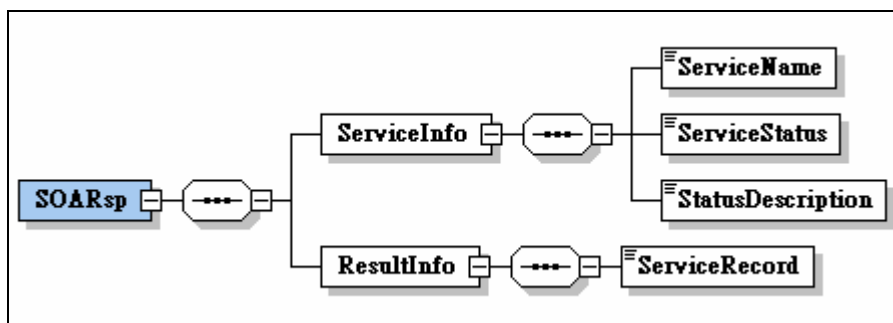 ServiceName
ServiceInfo
ServiceStatus
SOARsp
StatusDescription
ResultInfo
ServiceRecord